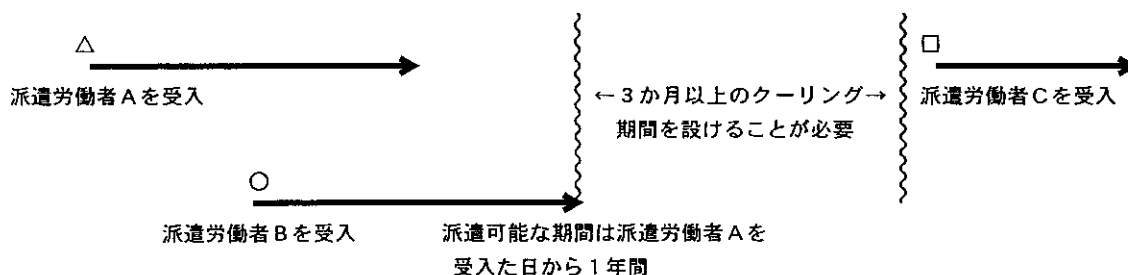 派遣労働者Aを受入
←3か月以上のクーリング→
期間を設けることが必要
派遣労働者Cを受入
派遣労働者Bを受入
派遣可能な期間は派遣労働者Aを
受入た日から1年間